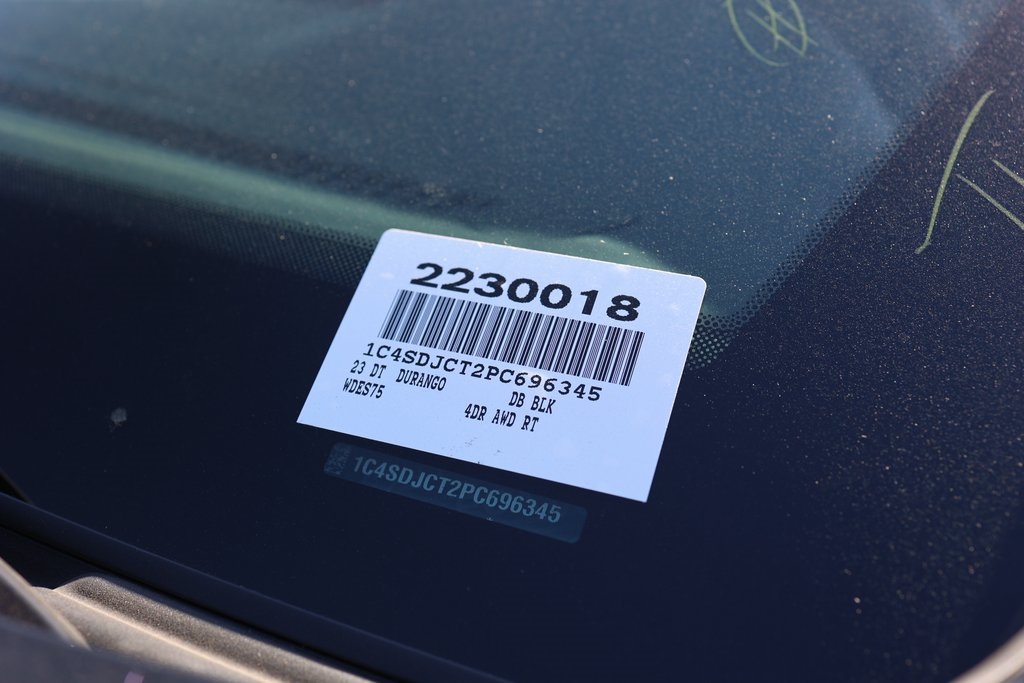 2230018
1C4SDJCT2PC696345
23 DT DURANGO DB BLK
WDES75 4DR AWD RT
1C4SDJCT2PC696345